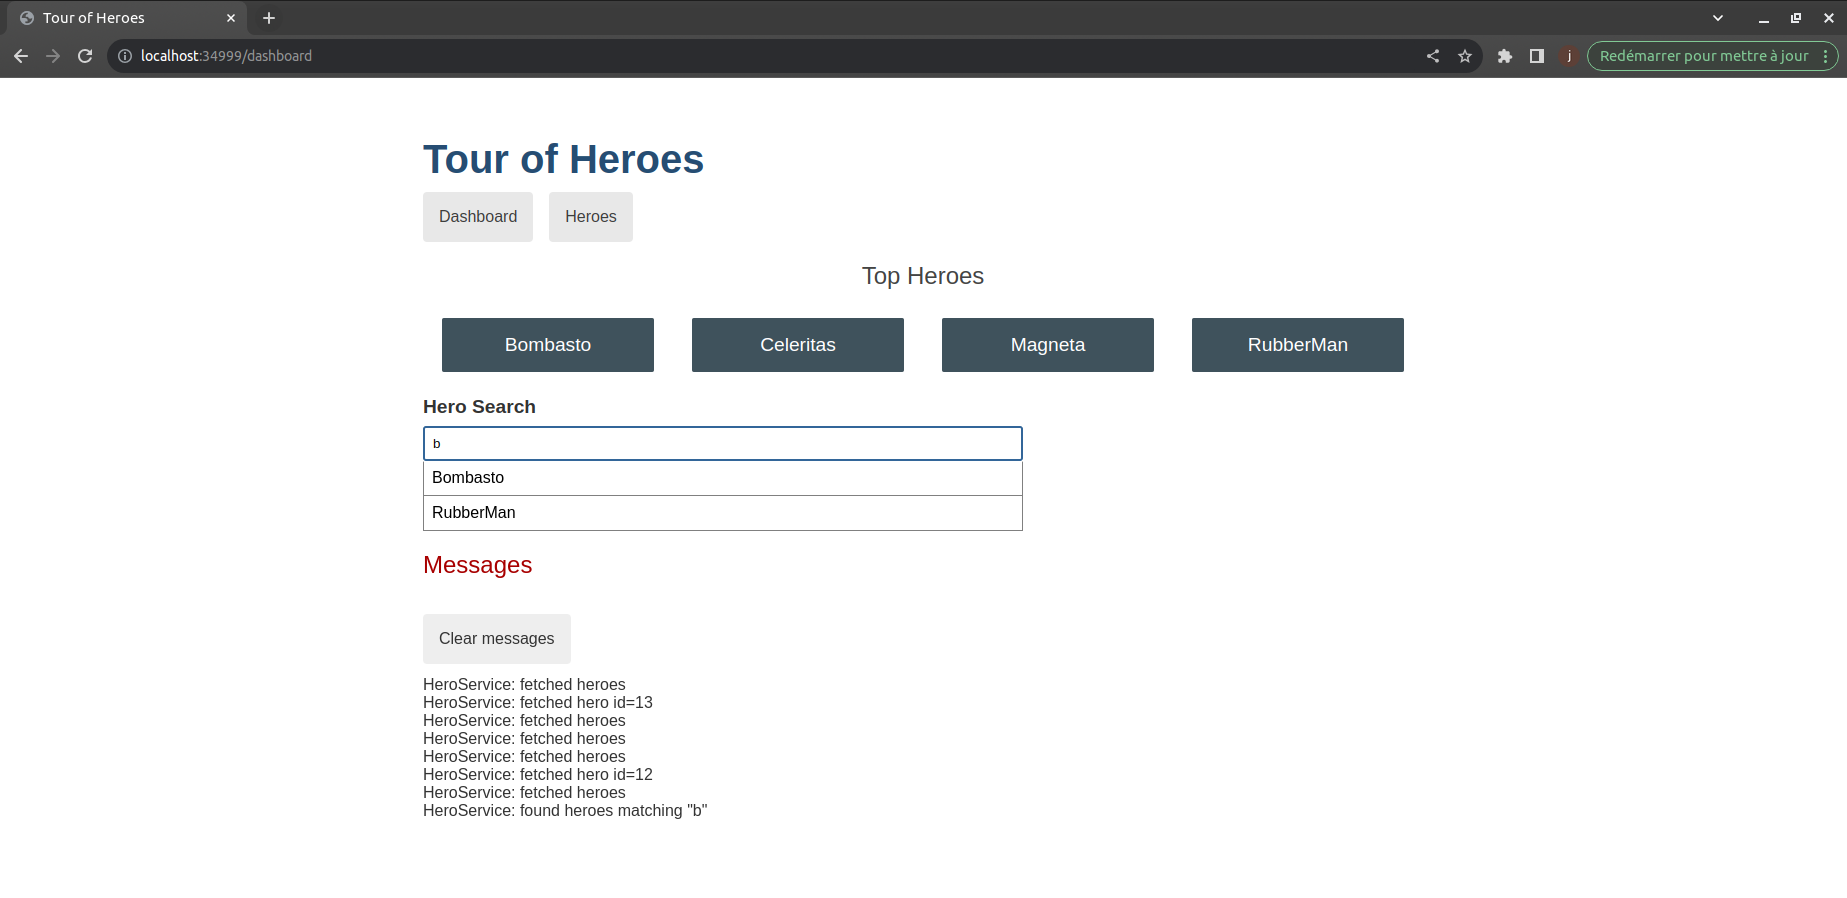 Tour of Heroes
localhost:34999/dashboard
j
Redémarrer pour mettre à jour
Tour of Heroes
Dashboard Heroes
Top Heroes
Bombasto Celeritas Magneta RubberMan
Hero Search
b
Bombasto
RubberMan
Messages
Clear messages
HeroService: fetched heroes
HeroService: fetched hero id=13
HeroService: fetched heroes
HeroService: fetched heroes
HeroService: fetched heroes
HeroService: fetched hero id=12
HeroService: fetched heroes
HeroService: found heroes matching "b"